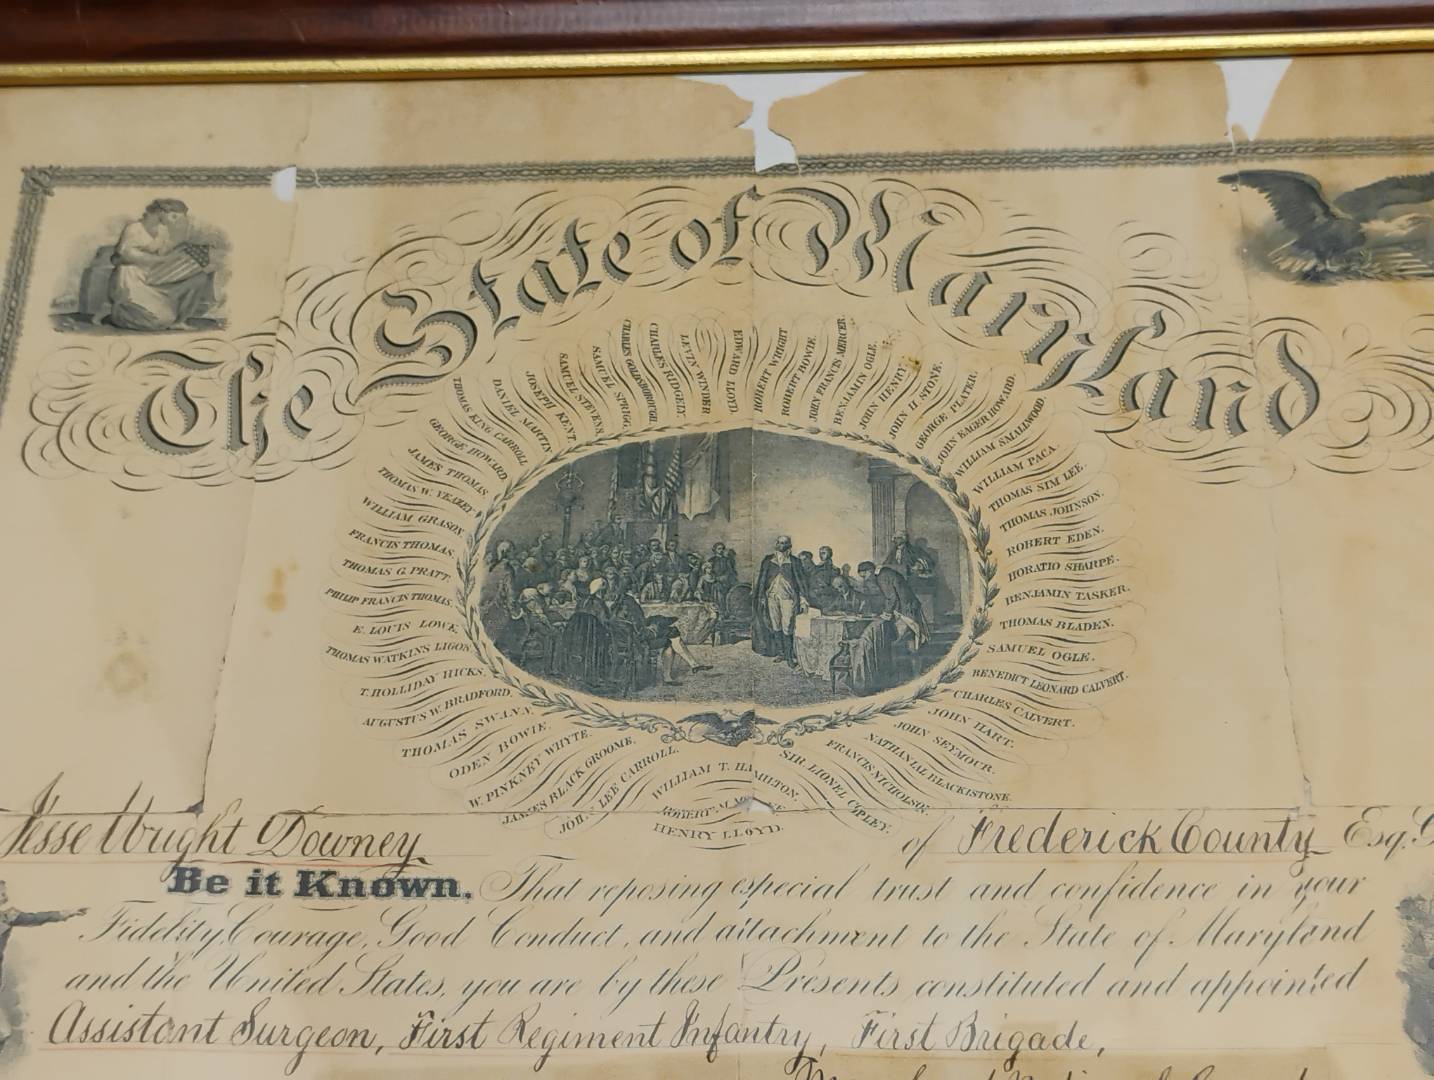 The State of Maryland
HENRY LLOYD.
WILLIAM T. HAMILTON.
JOHN LEE CARROLL.
JAMES BLACK GROOME.
W. PINKNEY WHYTE.
ODEN BOWIE.
THOMAS SWANN.
AUGUSTUS W. BRADFORD.
T. HOLLIDAY HICKS.
THOMAS WATKINS LIGON.
E. LOUIS LOWE.
PHILIP FRANCIS THOMAS.
THOMAS G. PRATT.
FRANCIS THOMAS.
WILLIAM GRASON
THOMAS W. VEAZEY
JAMES THOMAS.
GEORGE HOWARD.
THOMAS KING CARROLL
DANIEL MARTIN
JOSEPH KENT.
SAMUEL STEVENS.
SAMUEL SPRIGG.
CHARLES GOLDSBOROUGH.
CHARLES RIDGELY.
LEVIN WINDER
EDWARD LLOYD.
ROBERT WRIGHT
ROBERT BOWIE.
JOHN FRANCIS MERCER.
BENJAMIN OGLE.
JOHN HENRY.
JOHN H STONE.
GEORGE PLATER.
JOHN EAGER HOWARD.
WILLIAM SMALLWOOD.
WILLIAM PACA.
THOMAS SIM LEE.
THOMAS JOHNSON.
ROBERT EDEN.
HORATIO SHARPE.
BENJAMIN TASKER.
THOMAS BLADEN.
SAMUEL OGLE.
BENEDICT LEONARD CALVERT.
CHARLES CALVERT.
JOHN HART.
JOHN SEYMOUR.
NATHANIAL BLACKISTONE.
FRANCIS NICHOLSON.
SIR. LIONEL COPLEY.
ROBERT M.
Jesse Wright Downey of Frederick County Esq.
Be it Known. That reposing especial trust and confidence in your
Fidelity, Courage, Good Conduct, and attachment to the State of Maryland
and the United States, you are by these Presents constituted and appointed
Assistant Surgeon, First Regiment Infantry, First Brigade,